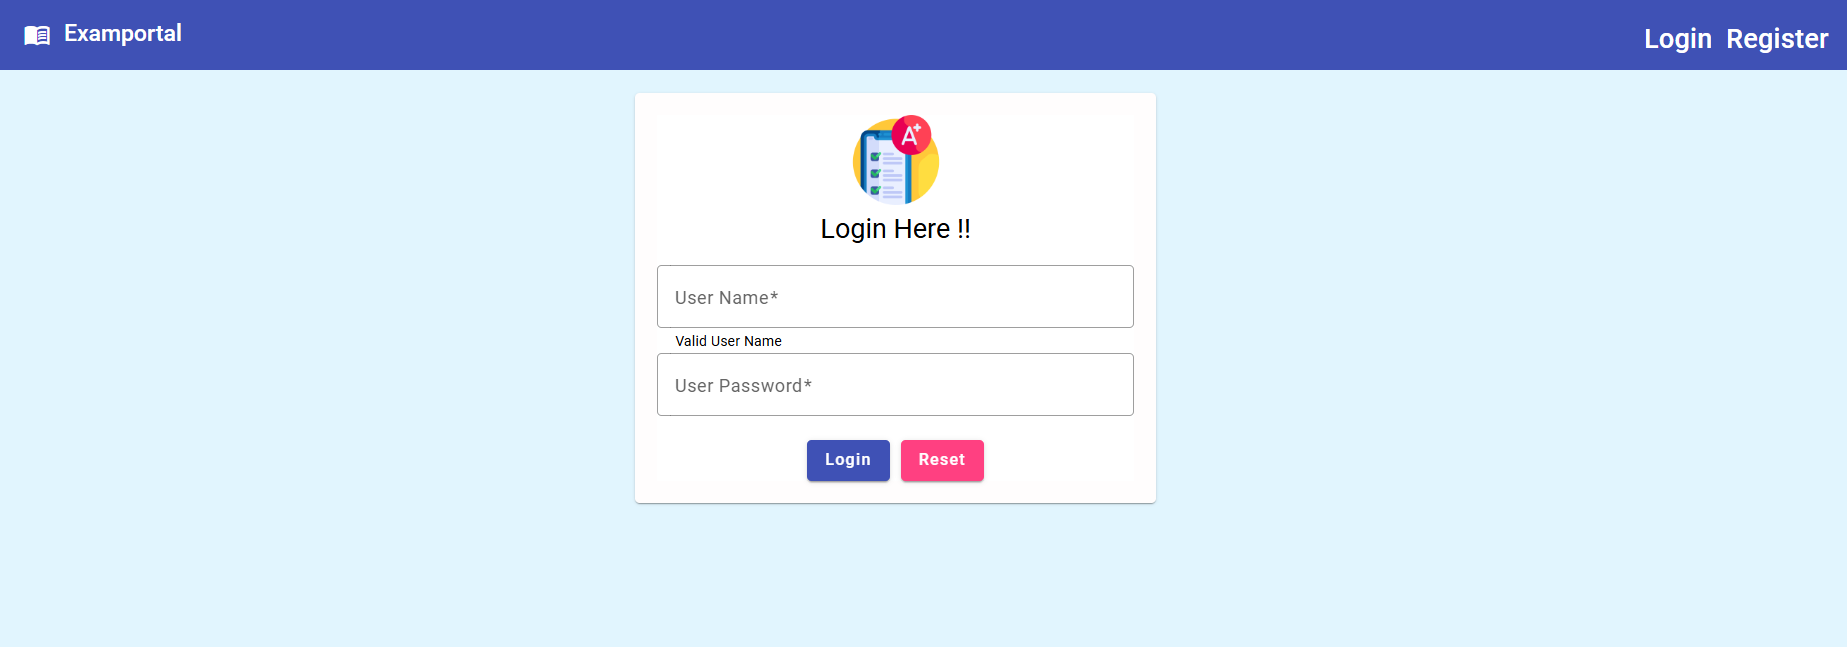 Examportal
Login Register
A+
Login Here !!
User Name*
Valid User Name
User Password*
Login Reset